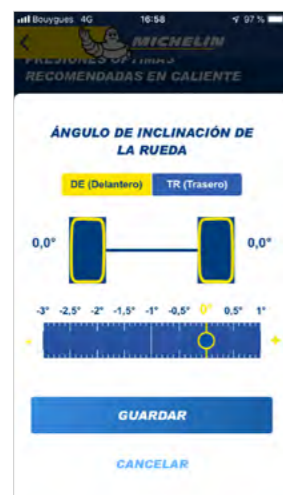 Bouygues 4G 16:58 97 %
MICHELIN
PRESIONES ÓPTIMAS
RECOMENDADAS EN CALIENTE
ÁNGULO DE INCLINACIÓN DE
LA RUEDA
DE (Delantero) TR (Trasero)
0,0° 0,0°
-3° -2,5° -2° -1,5° -1° -0,5° 0° 0,5° 1°
- +
GUARDAR
CANCELAR